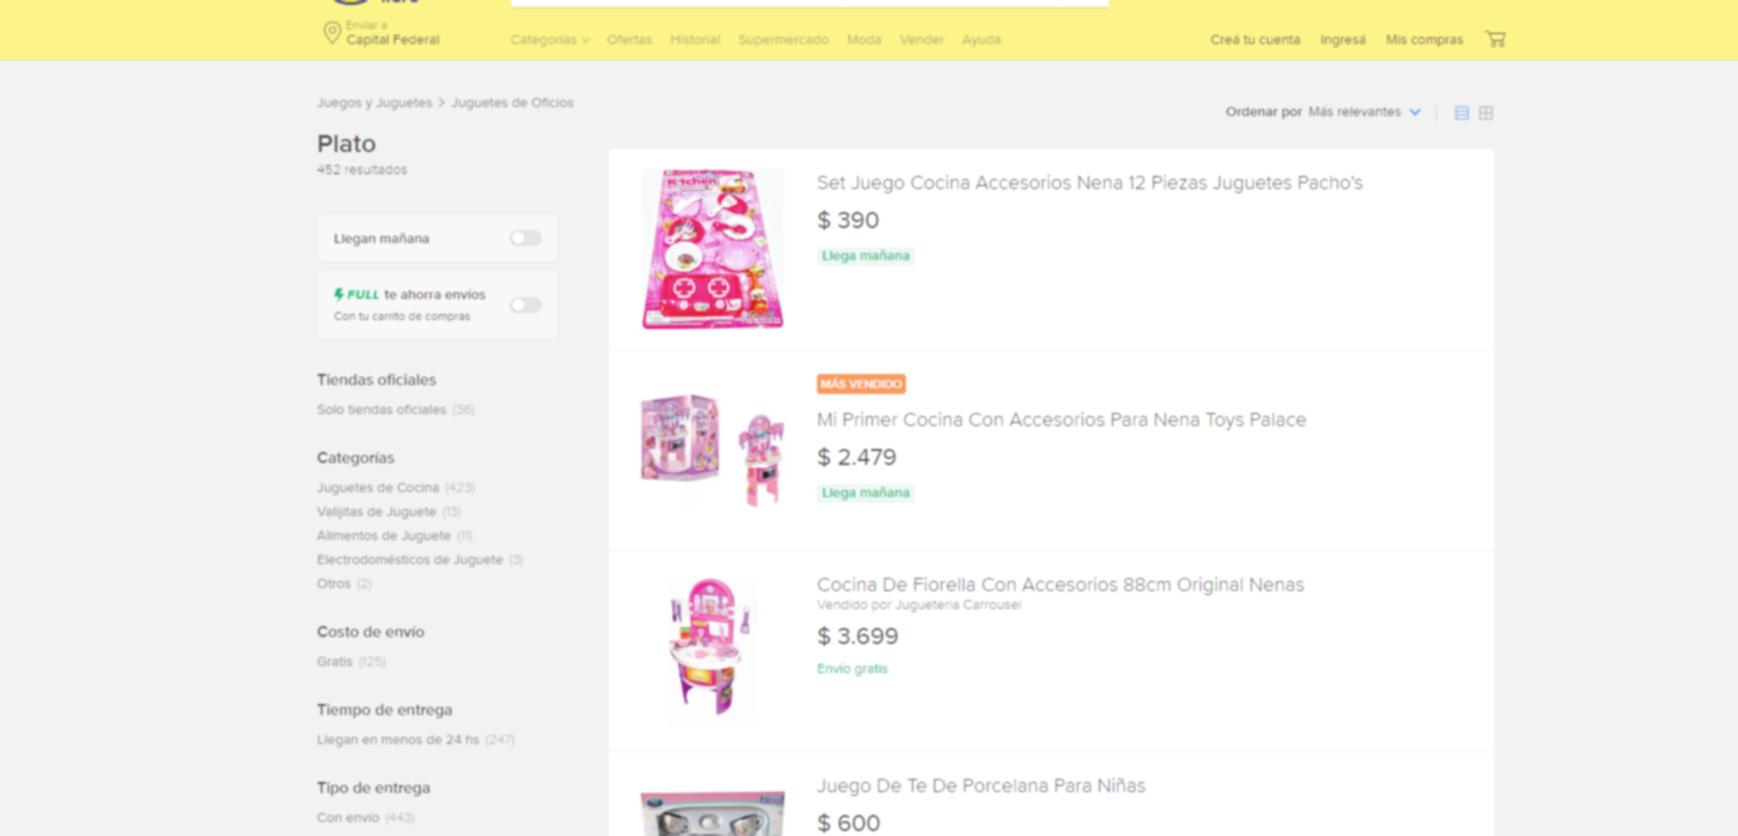 Enviar a
Capital Federal
Categorías
Ofertas
Historial
Supermercado
Moda
Vender
Ayuda
Creá tu cuenta
Ingresá
Mis compras
Juegos y Juguetes > Juguetes de Oficios
Ordenar por Más relevantes
Plato
452 resultados
Llegan mañana
FULL te ahorra envíos
Con tu carrito de compras
Tiendas oficiales
Solo tiendas oficiales (36)
Categorías
Juguetes de Cocina (423)
Valijitas de Juguete (13)
Alimentos de Juguete (11)
Electrodomésticos de Juguete (3)
Otros (2)
Costo de envío
Gratis (125)
Tiempo de entrega
Llegan en menos de 24 hs (247)
Tipo de entrega
Con envío (443)
Kitchen
Set Juego Cocina Accesorios Nena 12 Piezas Juguetes Pacho's
$ 390
Llega mañana
MÁS VENDIDO
Mi Primer Cocina Con Accesorios Para Nena Toys Palace
$ 2.479
Llega mañana
Cocina De Fiorella Con Accesorios 88cm Original Nenas
Vendido por Jugueteria Carrousel
$ 3.699
Envío gratis
Juego De Te De Porcelana Para Niñas
$ 600